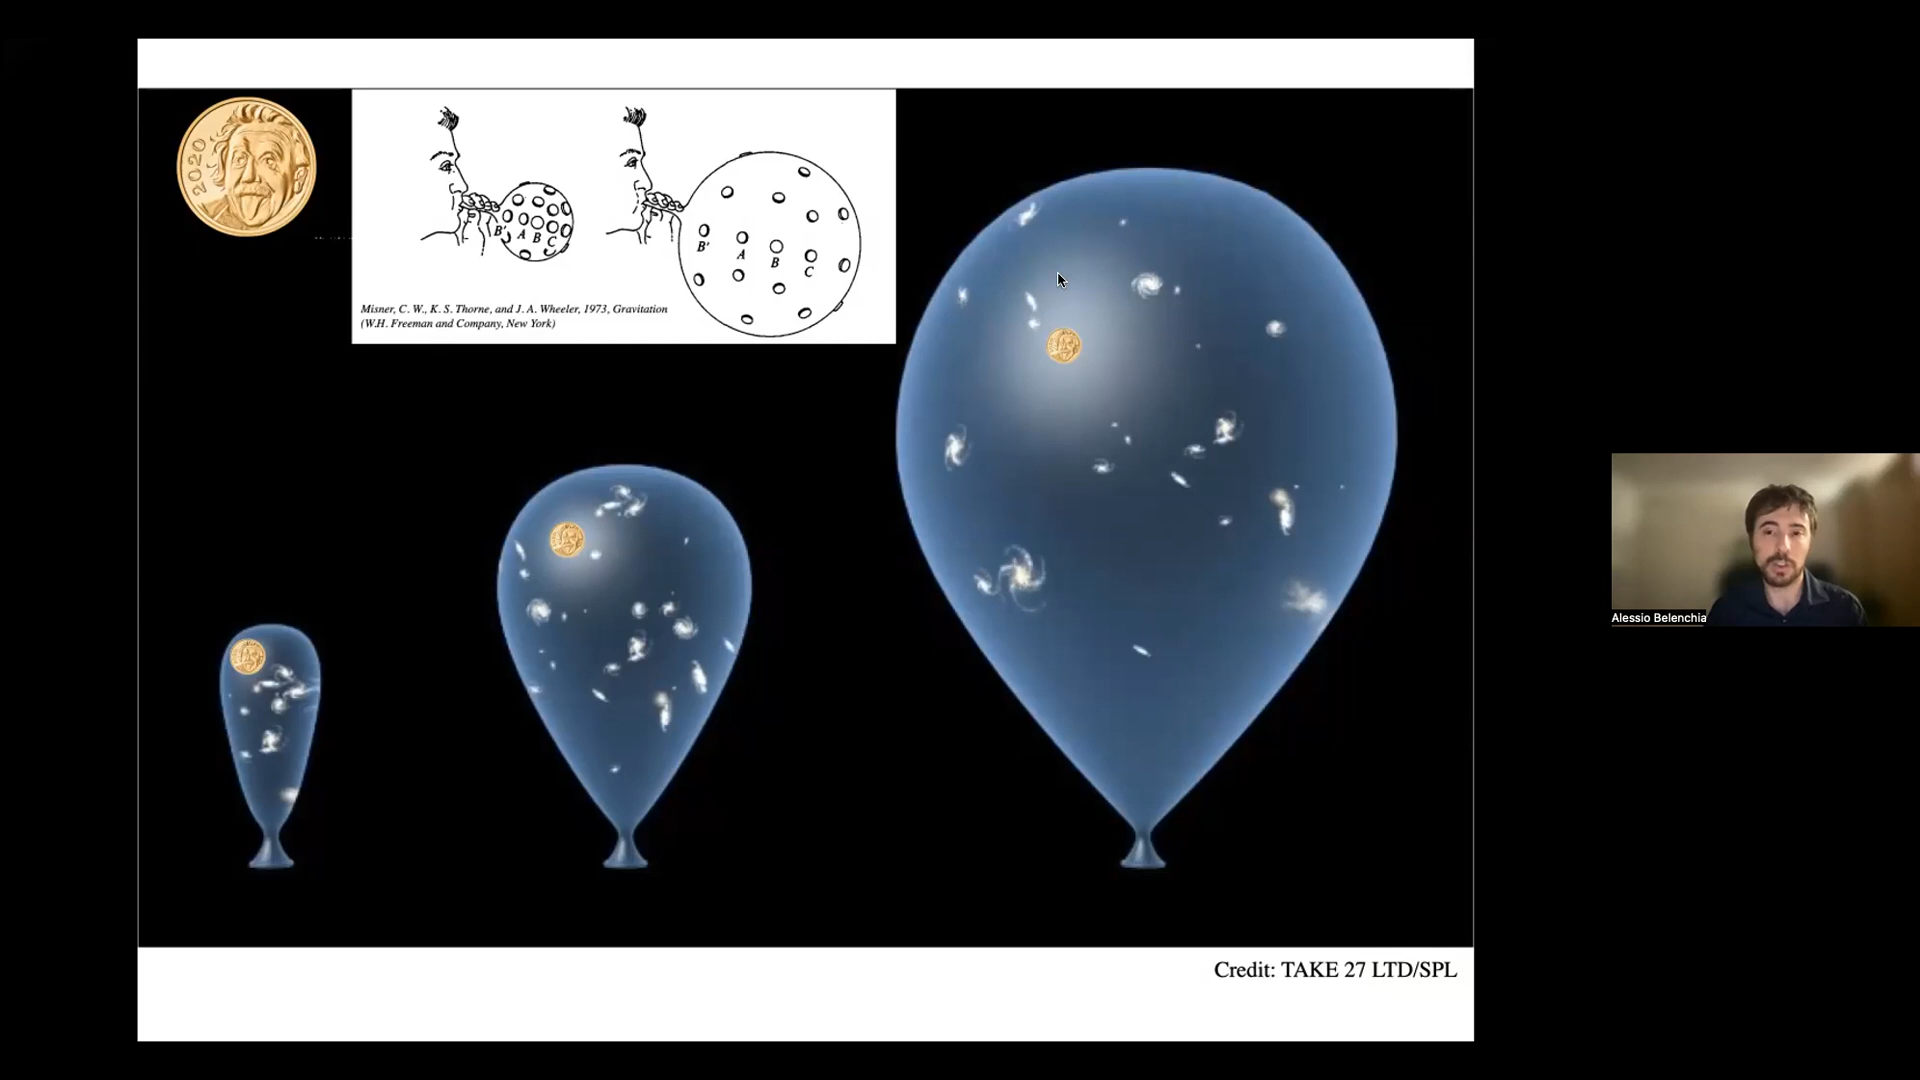 2020
B' A B C
B' A B C
Misner, C. W., K. S. Thorne, and J. A. Wheeler, 1973, Gravitation
(W.H. Freeman and Company, New York)
Alessio Belenchia
Credit: TAKE 27 LTD/SPL